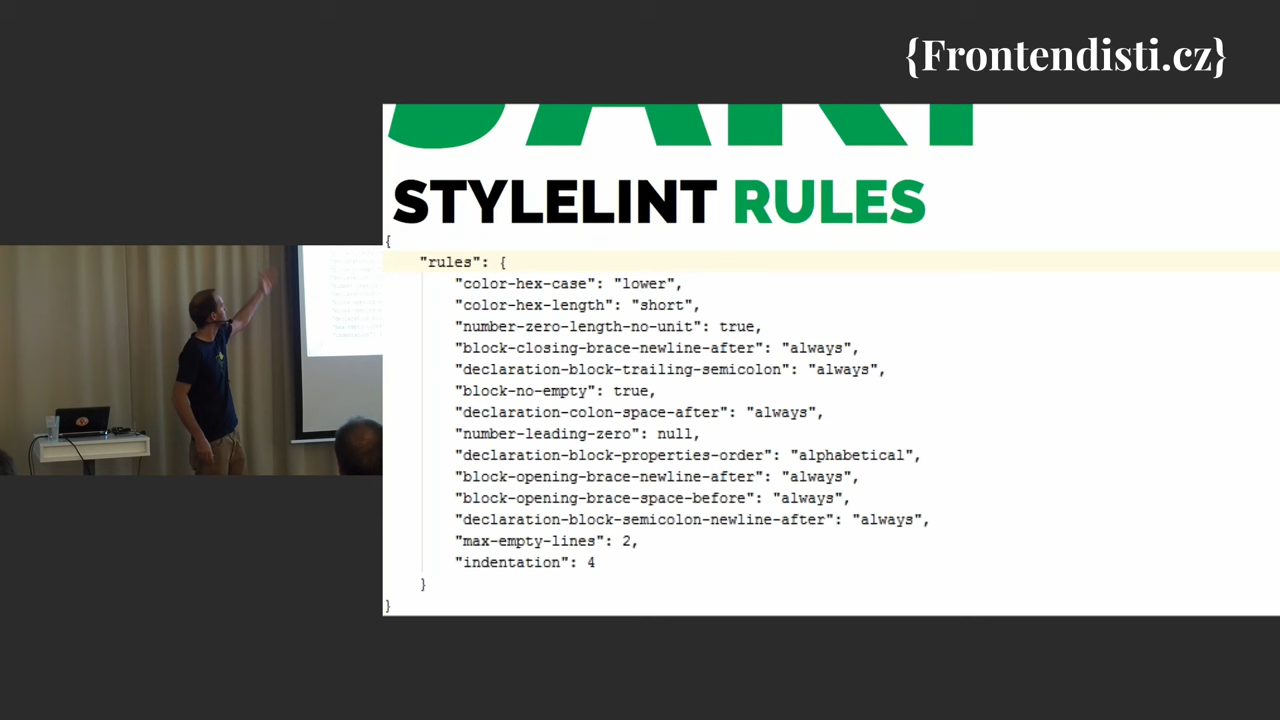 {Frontendisti.cz}
STYLELINT RULES
{
"rules": {
"color-hex-case": "lower",
"color-hex-length": "short",
"number-zero-length-no-unit": true,
"block-closing-brace-newline-after": "always",
"declaration-block-trailing-semicolon": "always",
"block-no-empty": true,
"declaration-colon-space-after": "always",
"number-leading-zero": null,
"declaration-block-properties-order": "alphabetical",
"block-opening-brace-newline-after": "always",
"block-opening-brace-space-before": "always",
"declaration-block-semicolon-newline-after": "always",
"max-empty-lines": 2,
"indentation": 4
}
}